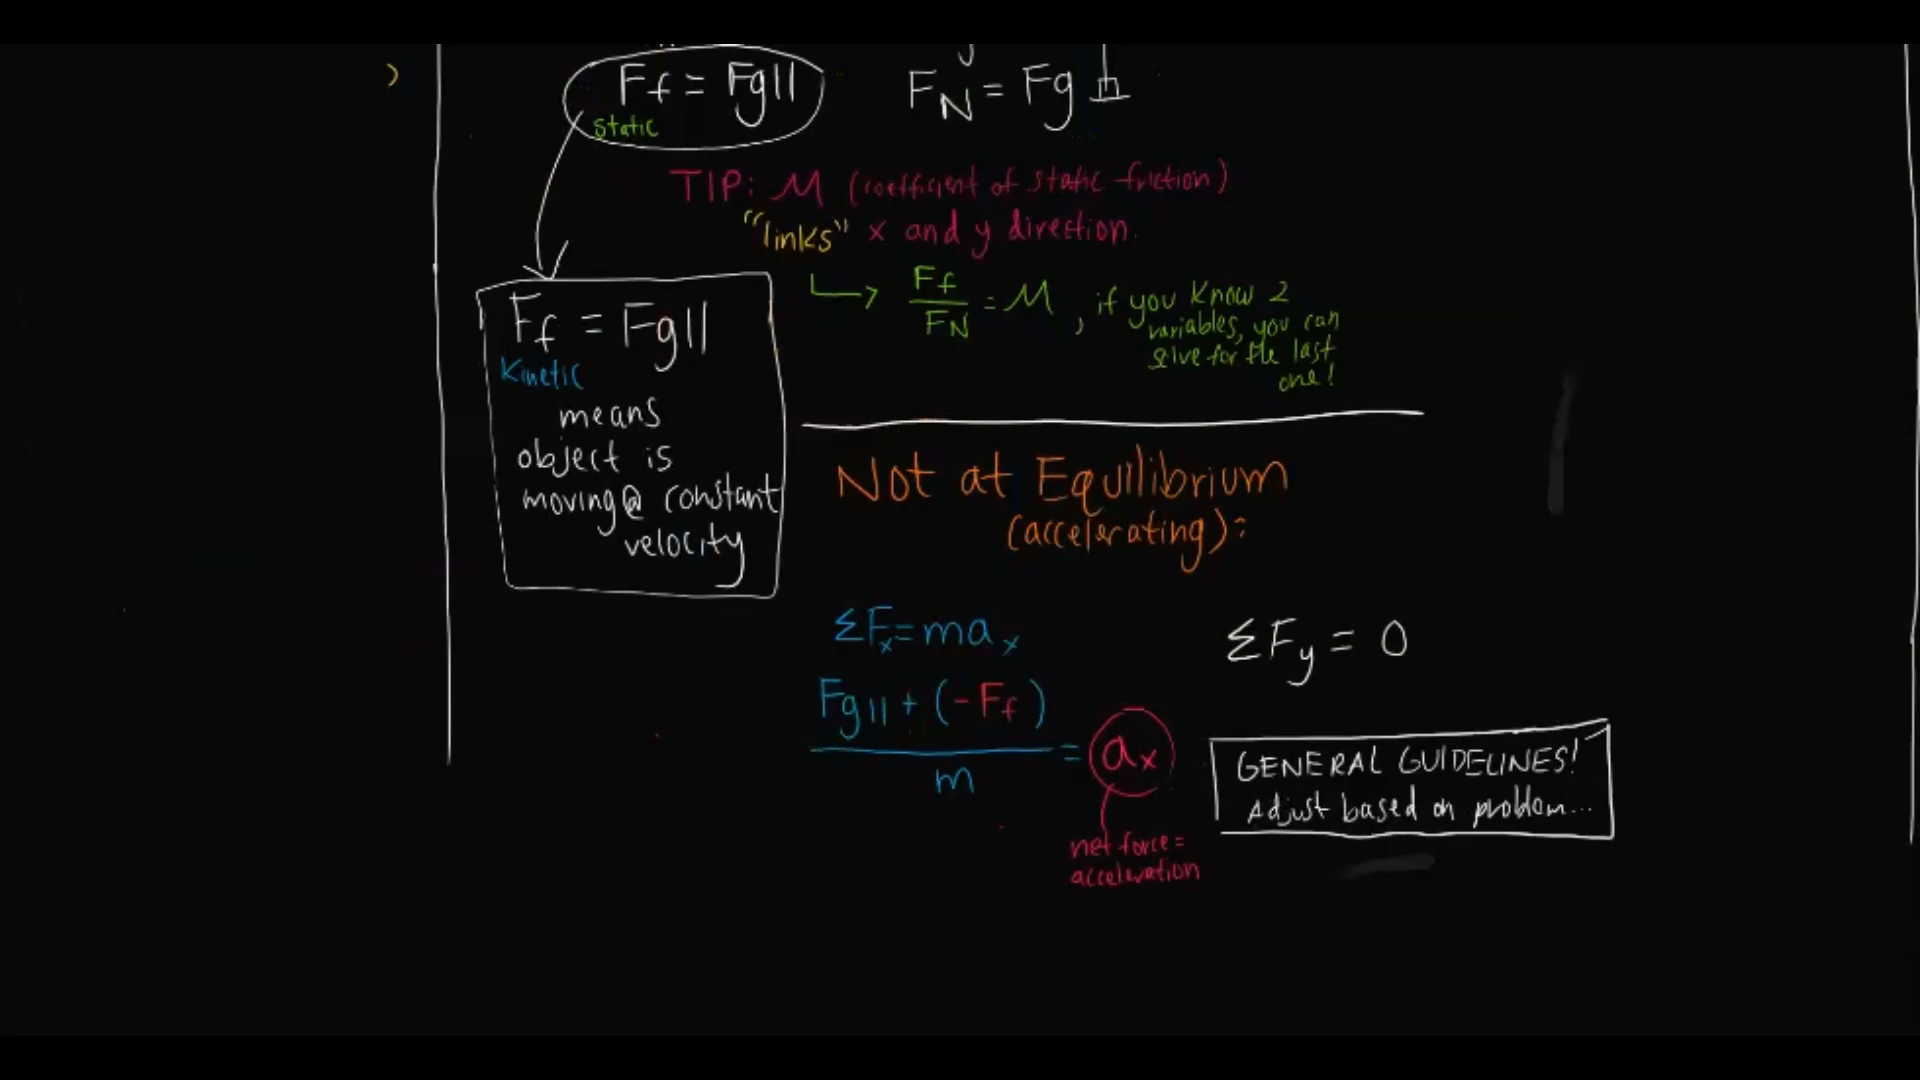 Ff = Fg||
static
FN = Fg⊥
TIP: M (coefficient of static friction)
"links" x and y direction.
Ff/FN = M, if you know 2
variables, you can
solve for the last
one!
Ff = Fg||
Kinetic
means
object is
moving @ constant
velocity
Not at Equilibrium
(accelerating):
ΣFx = max
Fg|| + (-Ff)
m
= ax
net force =
acceleration
ΣFy = 0
GENERAL GUIDELINES!
Adjust based on problem...